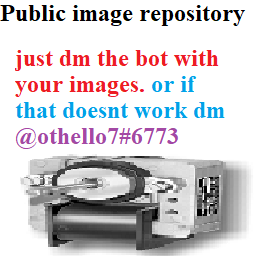 Public image repository
just dm the bot with
your images. or if
that doesnt work dm
@othello7#6773